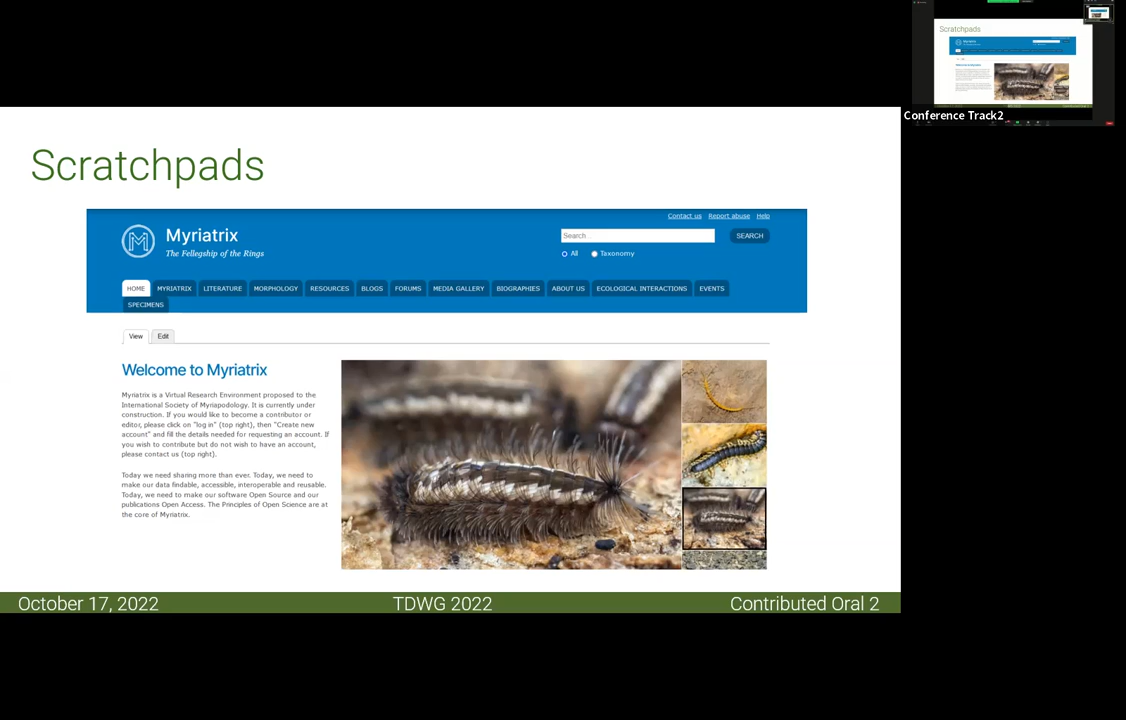 Scratchpads
Contact us Report abuse Help
Myriatrix
The Fellegship of the Rings
Search
SEARCH
All Taxonomy
HOME MYRIATRIX LITERATURE MORPHOLOGY RESOURCES BLOGS FORUMS MEDIA GALLERY BIOGRAPHIES ABOUT US ECOLOGICAL INTERACTIONS EVENTS
SPECIMENS
View Edit
Welcome to Myriatrix
Myriatrix is a Virtual Research Environment proposed to the
International Society of Myriapodology. It is currently under
construction. If you would like to become a contributor or
editor, please click on "log in" (top right), then "Create new
account" and fill the details needed for requesting an account. If
you wish to contribute but do not wish to have an account,
please contact us (top right).
Today we need sharing more than ever. Today, we need to
make our data findable, accessible, interoperable and reusable.
Today, we need to make our software Open Source and our
publications Open Access. The Principles of Open Science are at
the core of Myriatrix.
October 17, 2022 TDWG 2022 Contributed Oral 2
Scratchpads
Conference Track2